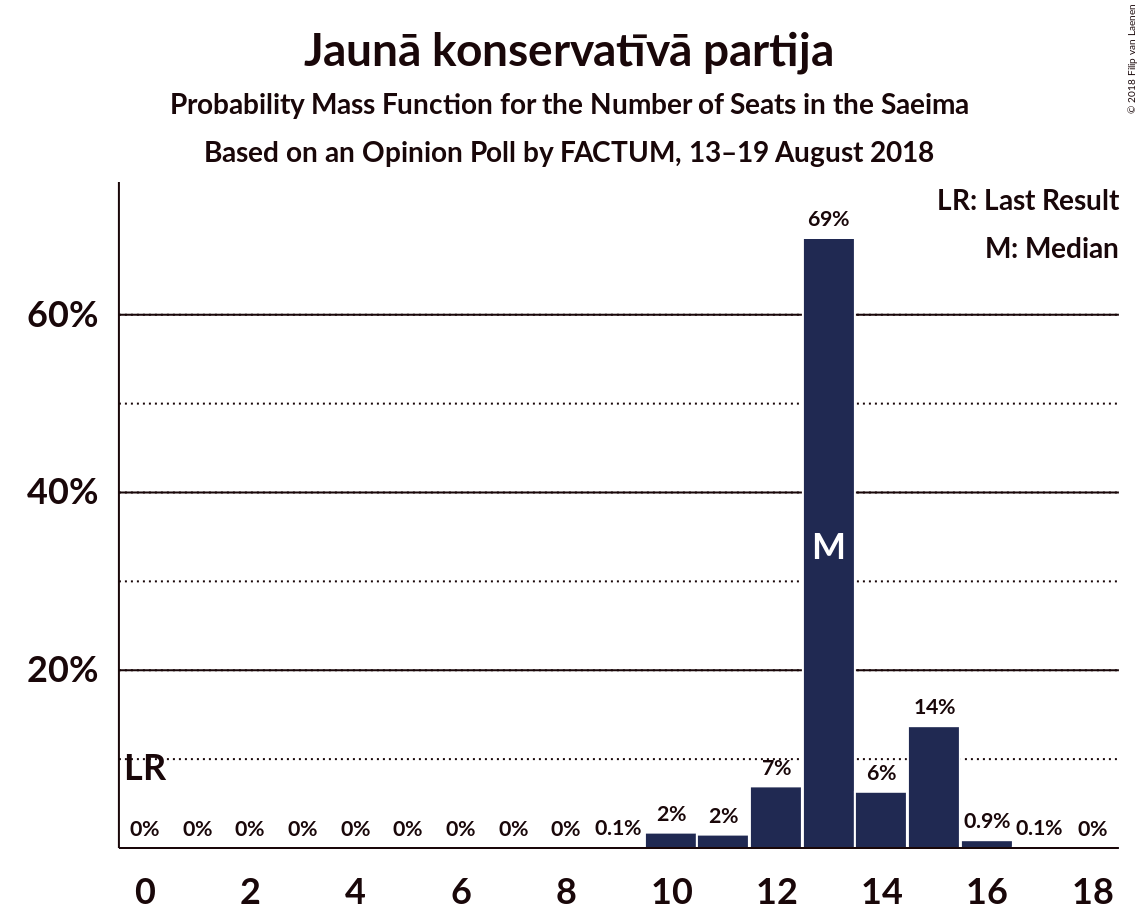 Jaunā konservatīvā partija
Probability Mass Function for the Number of Seats in the Saeima
Based on an Opinion Poll by FACTUM, 13–19 August 2018
© 2018 Filip van Laenen
LR: Last Result
M: Median
60%
40%
20%
LR
M
0% 0% 0% 0% 0% 0% 0% 0% 0% 0.1% 2% 2% 7% 69% 6% 14% 0.9% 0.1% 0%
0 2 4 6 8 10 12 14 16 18